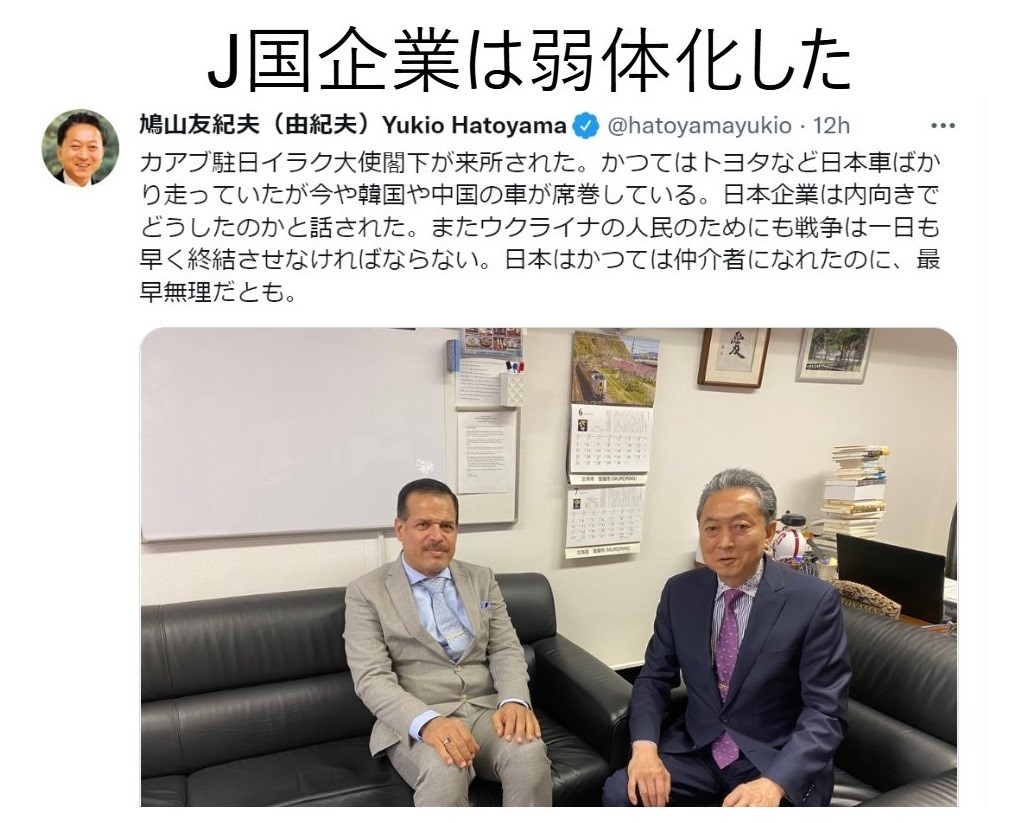 J国企業は弱体化した
鳩山友紀夫（由紀夫）Yukio Hatoyama @hatoyamayukio · 12h
カアブ駐日イラク大使閣下が来所された。かつてはトヨタなど日本車ばか
り走っていたが今や韓国や中国の車が席巻している。日本企業は内向きで
どうしたのかと話された。またウクライナの人民のためにも戦争は一日も
早く終結させなければならない。日本はかつては仲介者になれたのに、最
早無理だとも。
愛
6
7